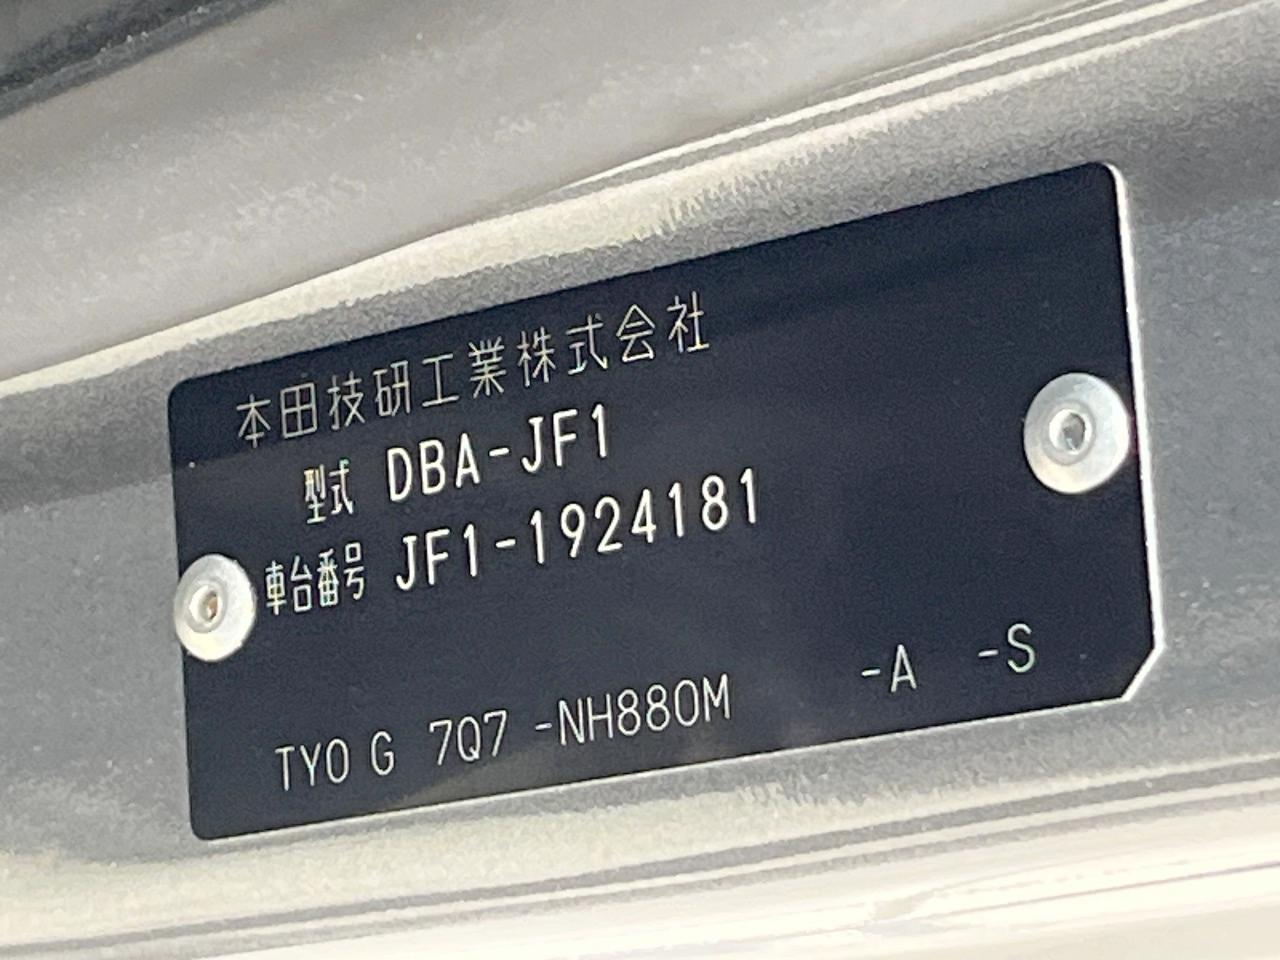 本田技研工業株式会社
型式 DBA-JF1
車台番号 JF1-1924181
TYO G 7Q7 -NH880M -A -S